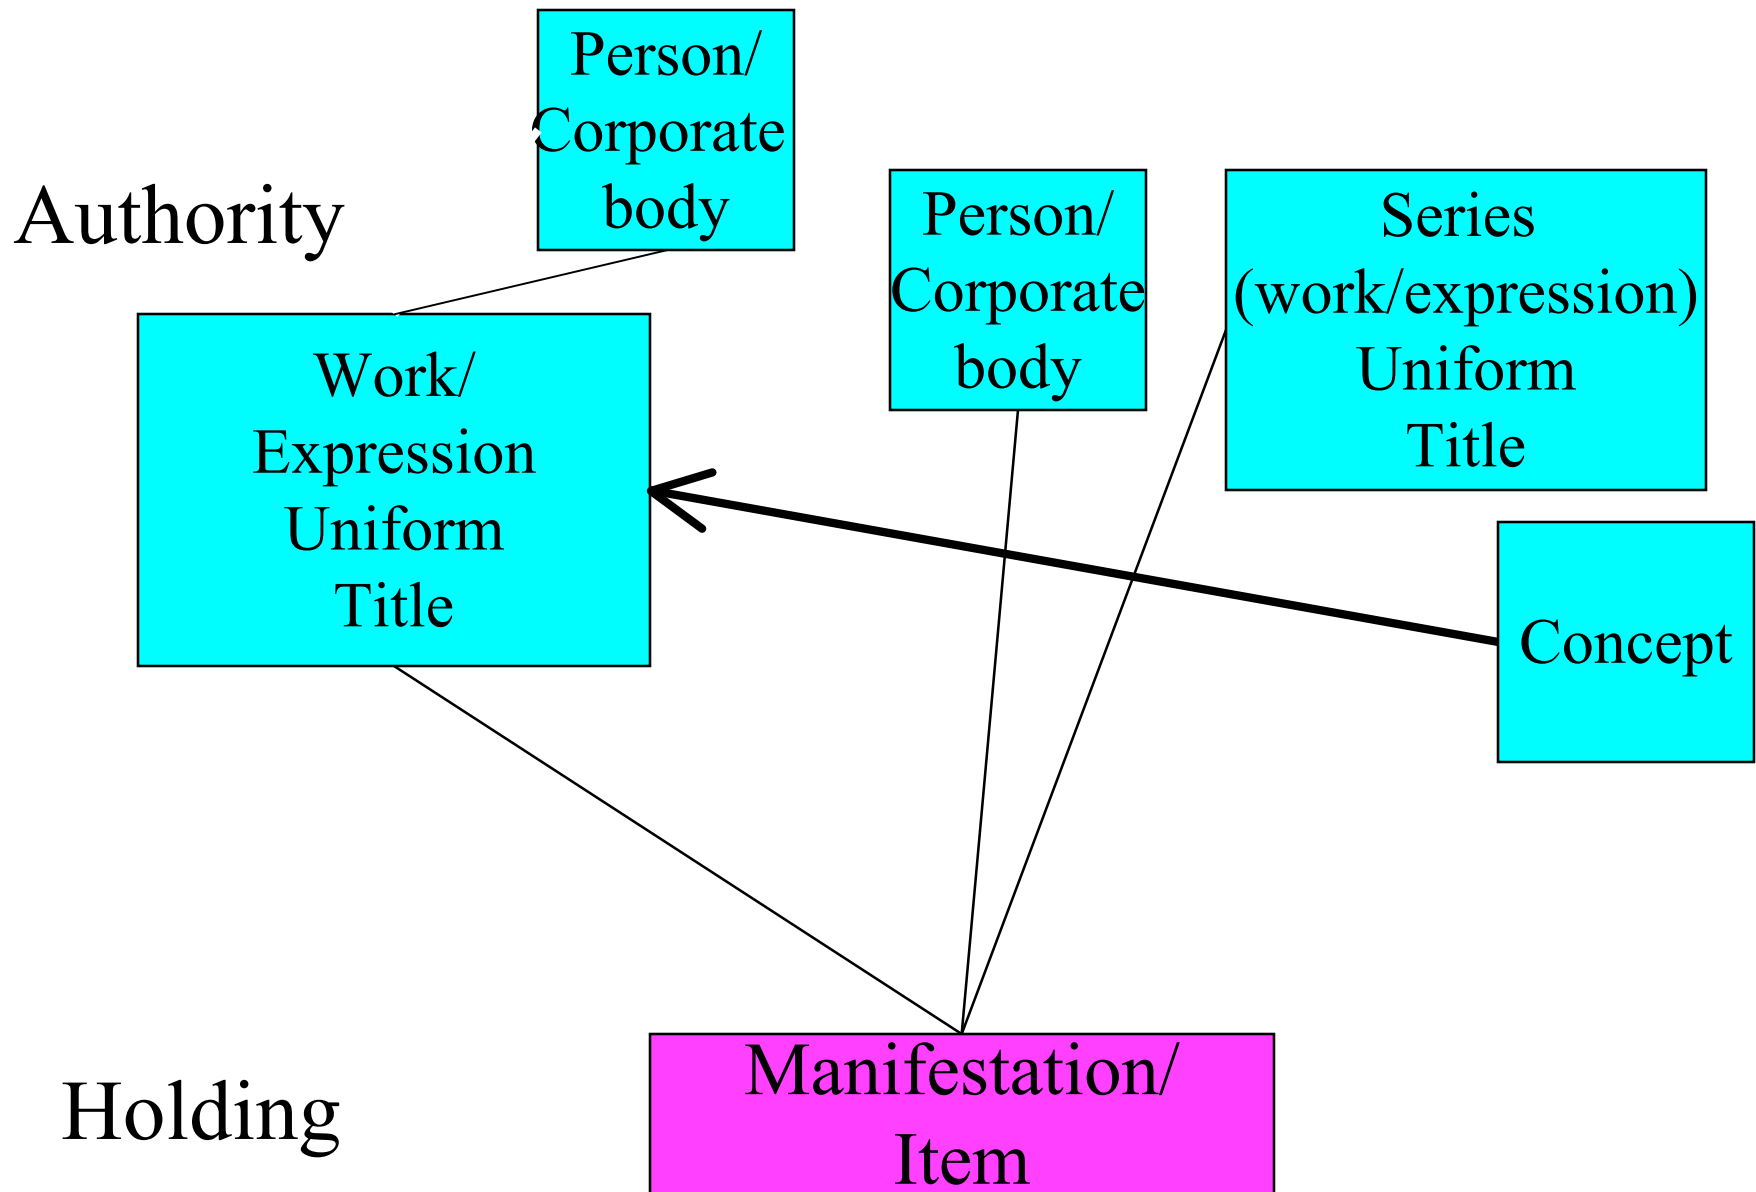 Person/
Corporate
body
Authority
Person/
Corporate
body
Series
(work/expression)
Uniform
Title
Work/
Expression
Uniform
Title
Concept
Manifestation/
Item
Holding